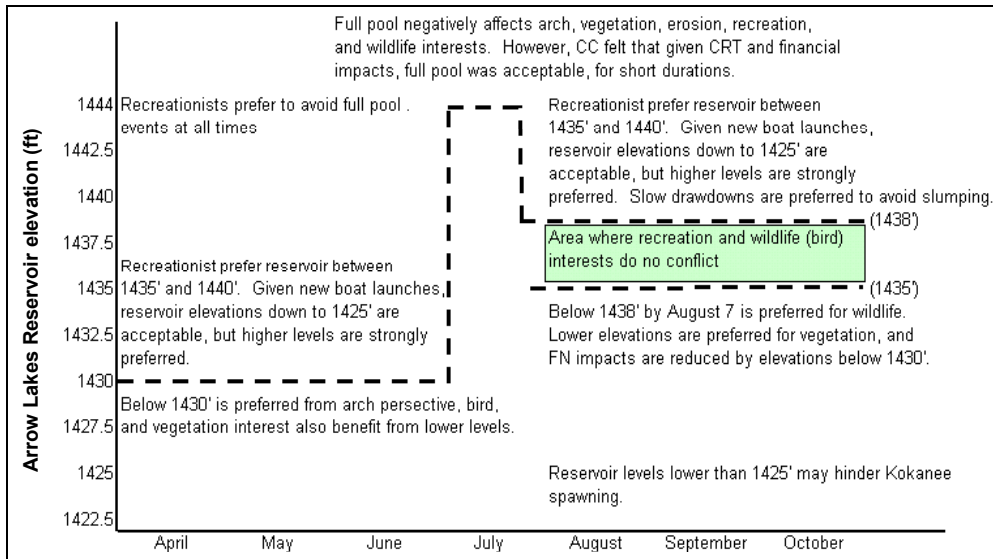 Full pool negatively affects arch, vegetation, erosion, recreation,
and wildlife interests. However, CC felt that given CRT and financial
impacts, full pool was acceptable, for short durations.
Arrow Lakes Reservoir elevation (ft)
1444
1442.5
1440
1437.5
1435
1432.5
1430
1427.5
1425
1422.5
Recreationists prefer to avoid full pool .
events at all times
Recreationist prefer reservoir between
1435' and 1440'. Given new boat launches,
reservoir elevations down to 1425' are
acceptable, but higher levels are strongly
preferred.
Below 1430' is preferred from arch persective, bird,
and vegetation interest also benefit from lower levels.
Recreationist prefer reservoir between
1435' and 1440'. Given new boat launches,
reservoir elevations down to 1425' are
acceptable, but higher levels are strongly
preferred. Slow drawdowns are preferred to avoid slumping.
(1438')
Area where recreation and wildlife (bird)
interests do no conflict
(1435')
Below 1438' by August 7 is preferred for wildlife.
Lower elevations are preferred for vegetation, and
FN impacts are reduced by elevations below 1430'.
Reservoir levels lower than 1425' may hinder Kokanee
spawning.
April May June July August September October